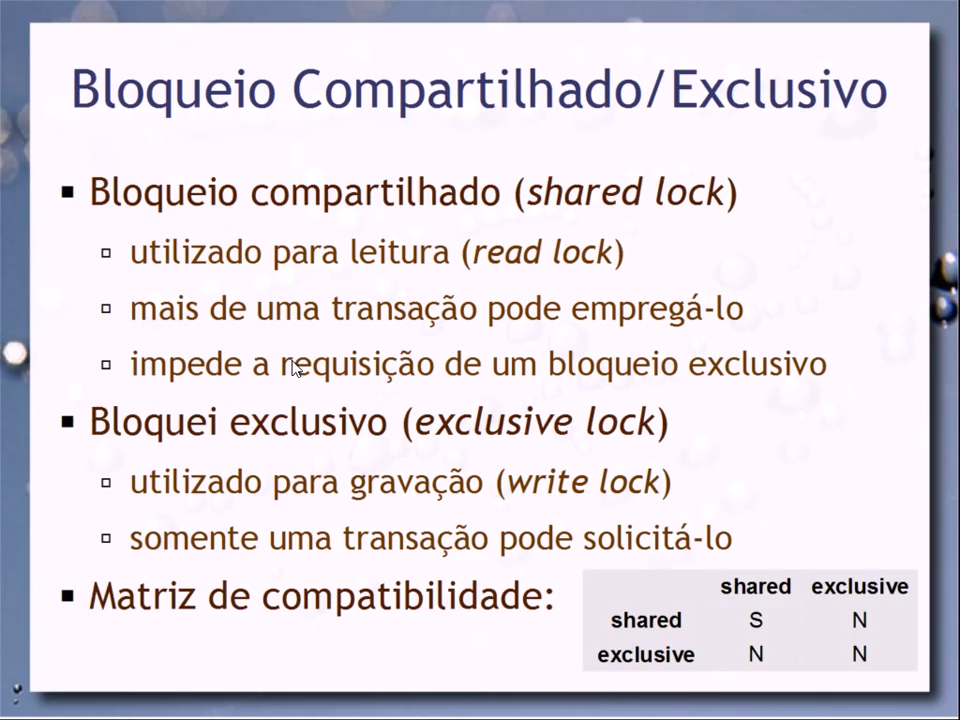 Bloqueio Compartilhado/Exclusivo
Bloqueio compartilhado (shared lock)
utilizado para leitura (read lock)
mais de uma transação pode empregá-lo
impede a requisição de um bloqueio exclusivo
Bloquei exclusivo (exclusive lock)
utilizado para gravação (write lock)
somente uma transação pode solicitá-lo
Matriz de compatibilidade:
shared exclusive
shared S N
exclusive N N